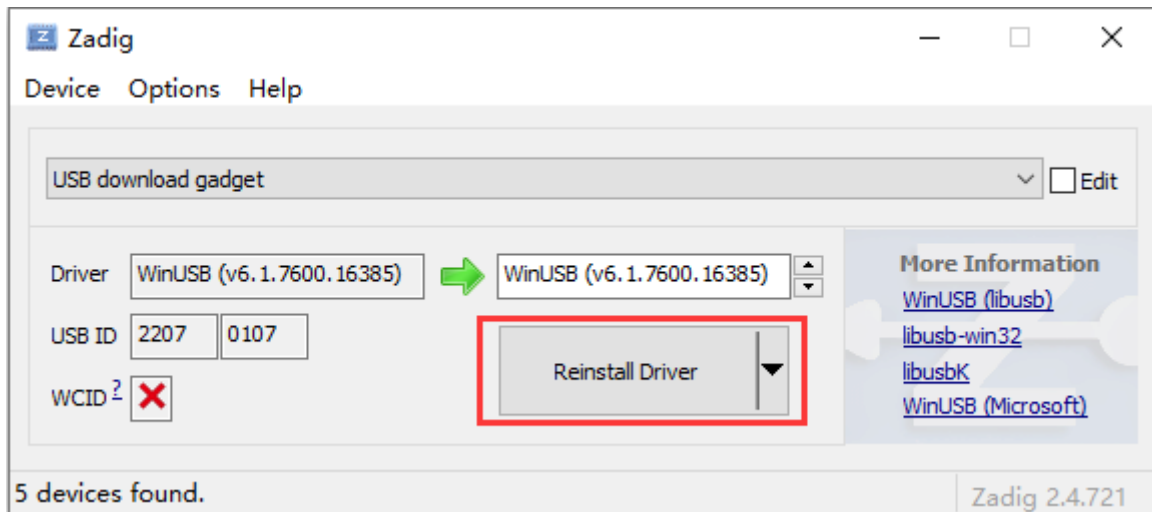 Zadig
Device Options Help
USB download gadget
Edit
Driver WinUSB (v6.1.7600.16385) WinUSB (v6.1.7600.16385)
USB ID 2207 0107
WCID ?
Reinstall Driver
More Information
WinUSB (libusb)
libusb-win32
libusbK
WinUSB (Microsoft)
5 devices found.
Zadig 2.4.721